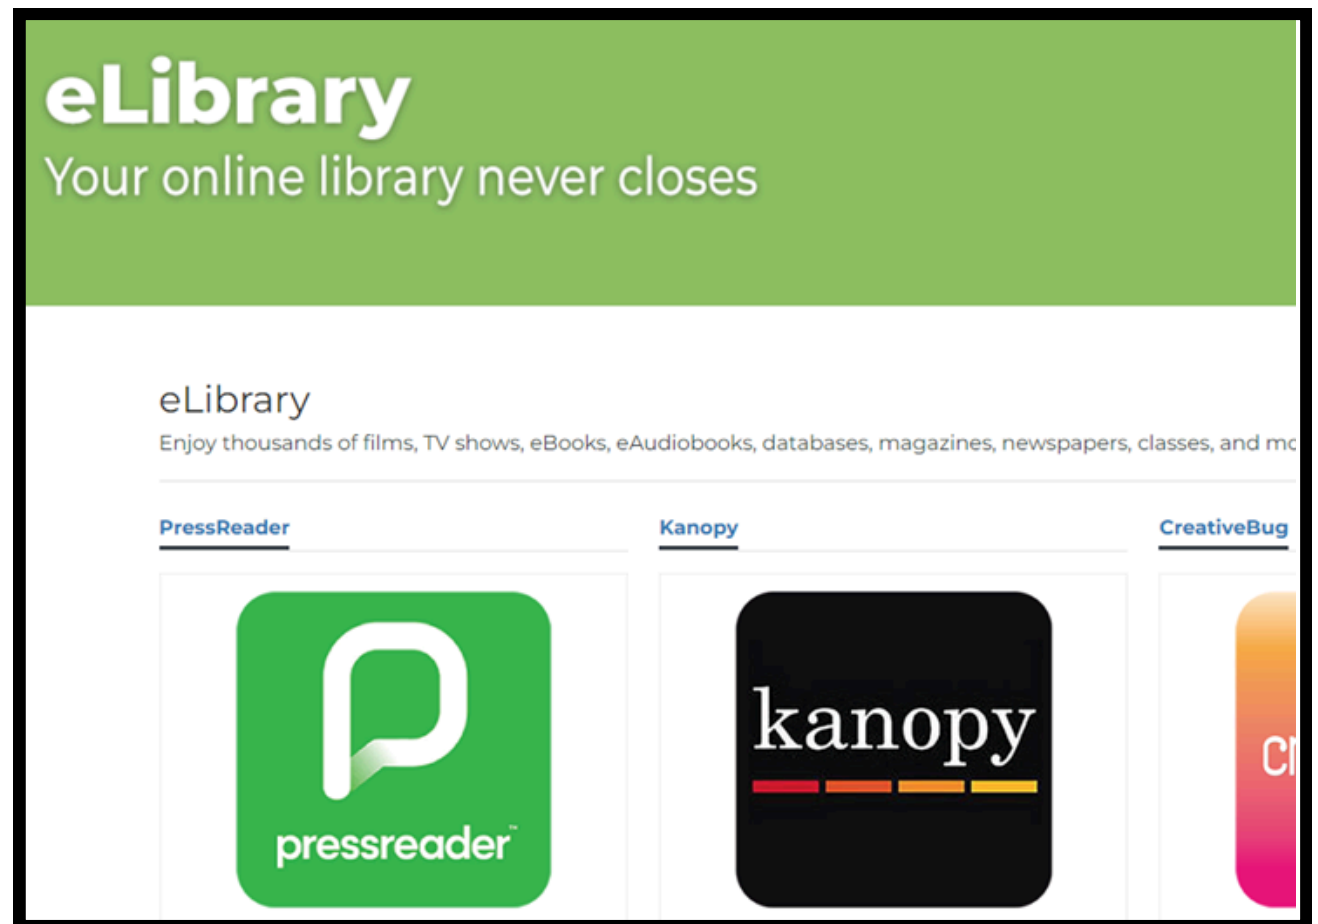 eLibrary
Your online library never closes
eLibrary
Enjoy thousands of films, TV shows, eBooks, eAudiobooks, databases, magazines, newspapers, classes, and
PressReader
Kanopy
CreativeBug
pressreader™
kanopy